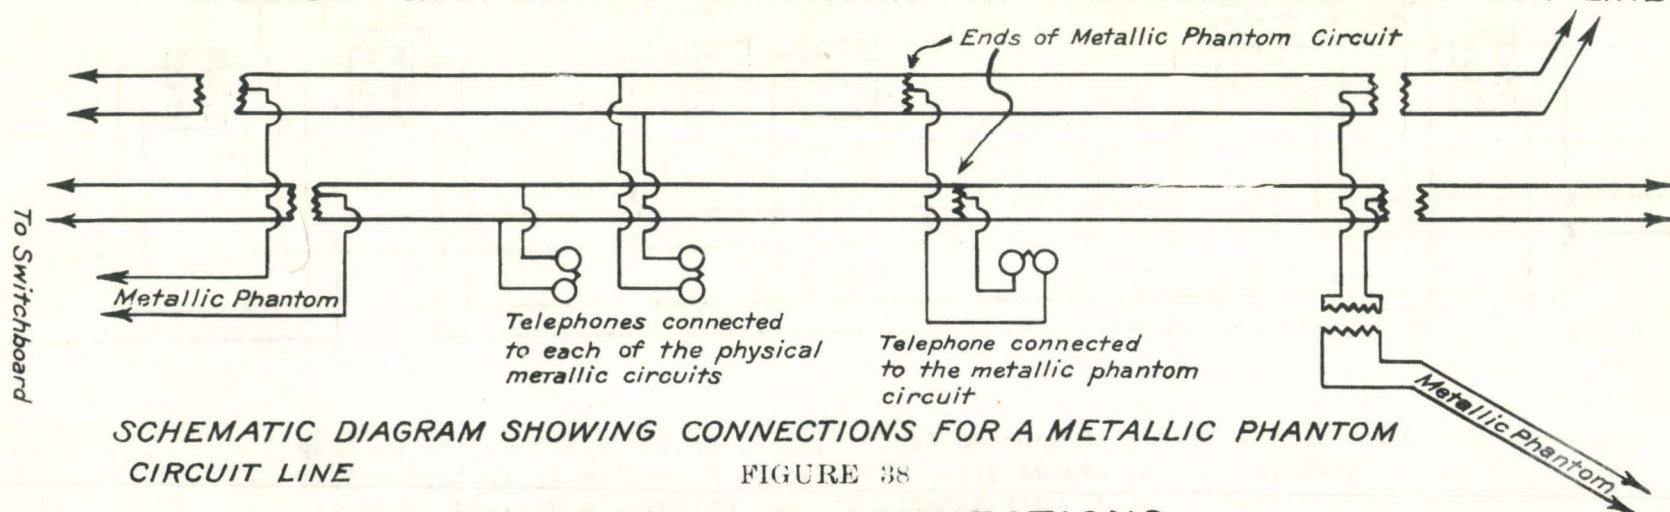 Ends of Metallic Phantom Circuit
To Switchboard
Metallic Phantom
Telephones connected
to each of the physical
metallic circuits
Telephone connected
to the metallic phantom
circuit
Metallic Phantom
SCHEMATIC DIAGRAM SHOWING CONNECTIONS FOR A METALLIC PHANTOM
CIRCUIT LINE
FIGURE 38